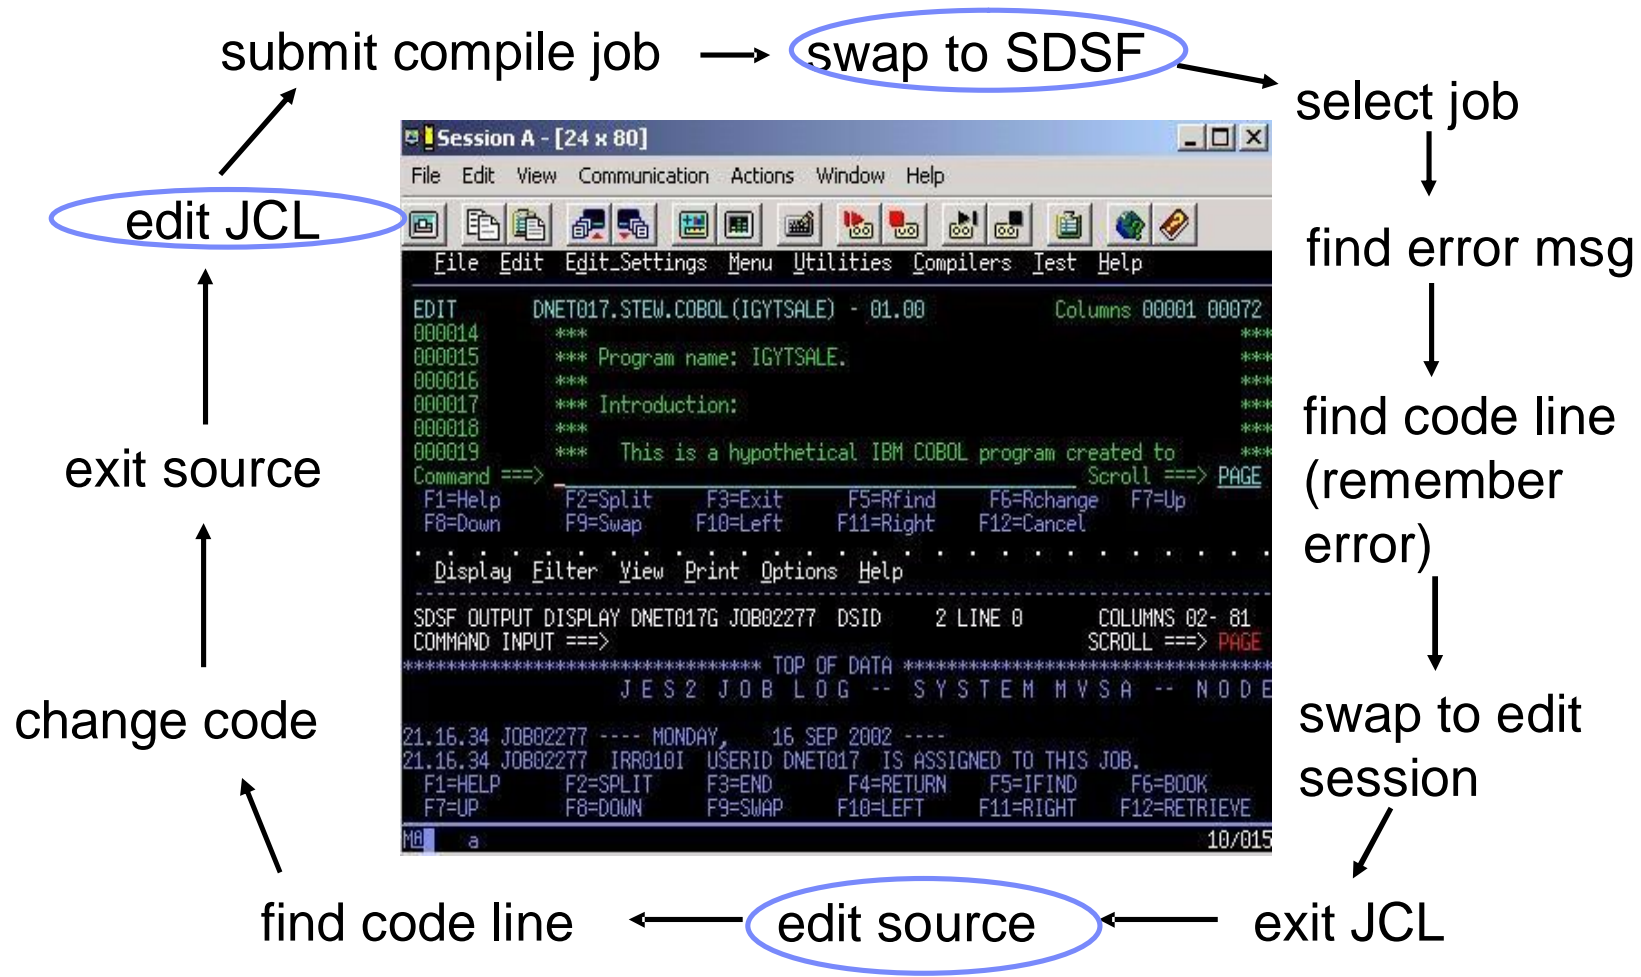 submit compile job
swap to SDSF
select job
find error msg
find code line
(remember
error)
swap to edit
session
exit JCL
edit source
find code line
change code
exit source
edit JCL
Session A - [24 x 80]
File Edit View Communication Actions Window Help
File Edit Edit_Settings Menu Utilities Compilers Test Help
EDIT DNET017.STEW.COBOL(IGYTSALE) - 01.00 Columns 00001 00072
000014 *** ***
000015 *** Program name: IGYTSALE. ***
000016 *** ***
000017 *** Introduction: ***
000018 *** ***
000019 *** This is a hypothetical IBM COBOL program created to ***
Command ===> Scroll ===> PAGE
F1=Help F2=Split F3=Exit F5=Rfind F6=Rchange F7=Up
F8=Down F9=Swap F10=Left F11=Right F12=Cancel
Display Filter View Print Options Help
SDSF OUTPUT DISPLAY DNET017G JOB02277 DSID 2 LINE 0 COLUMNS 02- 81
COMMAND INPUT ===> SCROLL ===> PAGE
********************************* TOP OF DATA **********************************
J E S 2 J O B L O G -- S Y S T E M M V S A -- N O D E
21.16.34 JOB02277 ---- MONDAY, 16 SEP 2002 ----
21.16.34 JOB02277 IRR010I USERID DNET017 IS ASSIGNED TO THIS JOB.
F1=HELP F2=SPLIT F3=END F4=RETURN F5=IFIND F6=BOOK
F7=UP F8=DOWN F9=SWAP F10=LEFT F11=RIGHT F12=RETRIEVE
MA a 10/015